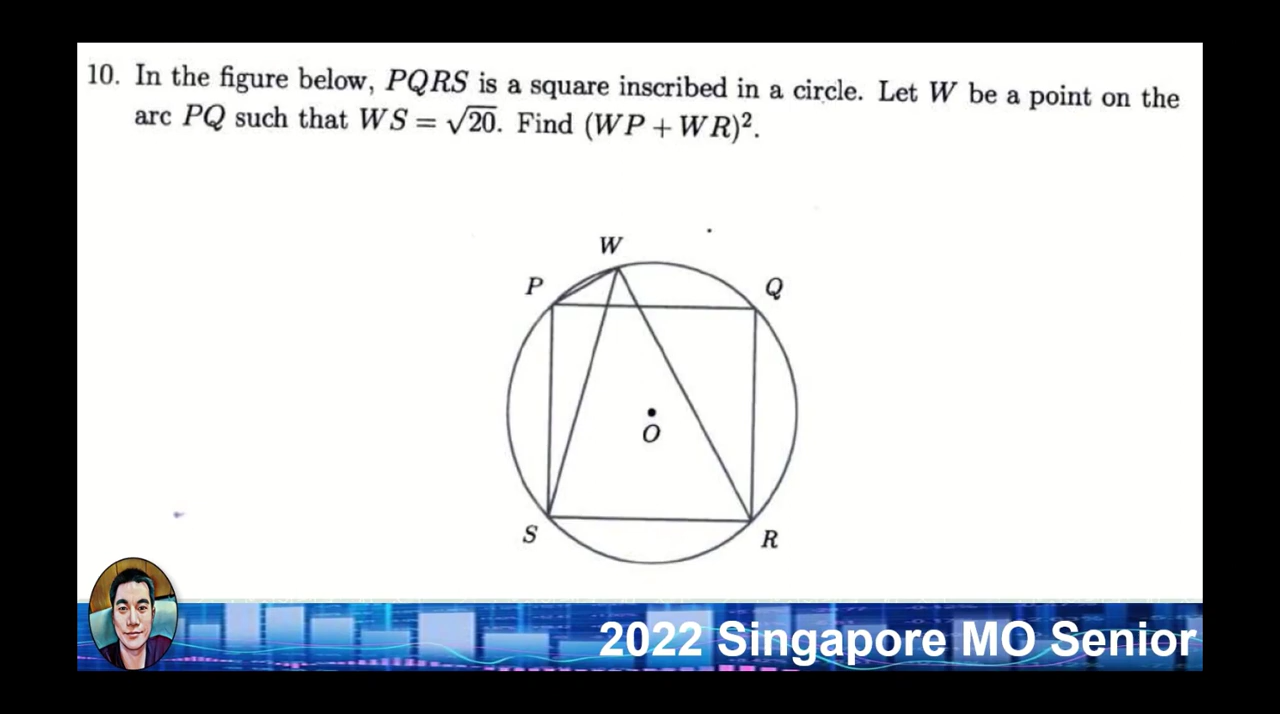 10. In the figure below, PQRS is a square inscribed in a circle. Let W be a point on the
arc PQ such that WS = √20. Find (WP + WR)².
W
P
Q
O
S
R
2022 Singapore MO Senior